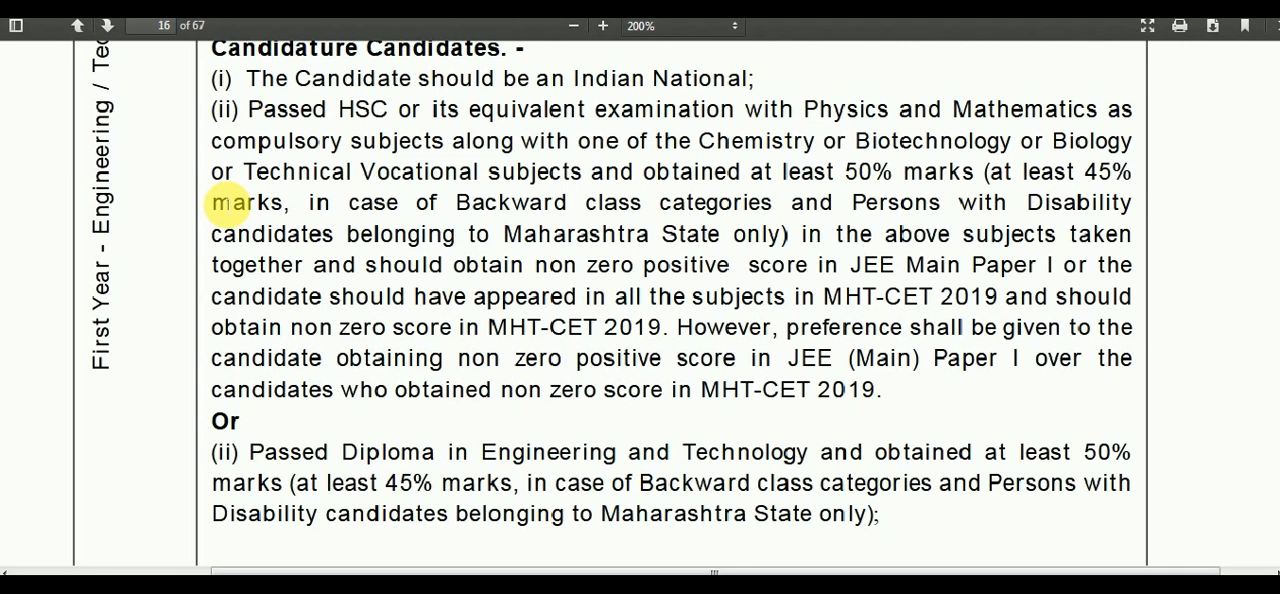 16 of 67
200%
First Year - Engineering / Tec
Candidature Candidates. -
(i) The Candidate should be an Indian National;
(ii) Passed HSC or its equivalent examination with Physics and Mathematics as
compulsory subjects along with one of the Chemistry or Biotechnology or Biology
or Technical Vocational subjects and obtained at least 50% marks (at least 45%
marks, in case of Backward class categories and Persons with Disability
candidates belonging to Maharashtra State only) in the above subjects taken
together and should obtain non zero positive score in JEE Main Paper I or the
candidate should have appeared in all the subjects in MHT-CET 2019 and should
obtain non zero score in MHT-CET 2019. However, preference shall be given to the
candidate obtaining non zero positive score in JEE (Main) Paper I over the
candidates who obtained non zero score in MHT-CET 2019.
Or
(ii) Passed Diploma in Engineering and Technology and obtained at least 50%
marks (at least 45% marks, in case of Backward class categories and Persons with
Disability candidates belonging to Maharashtra State only);